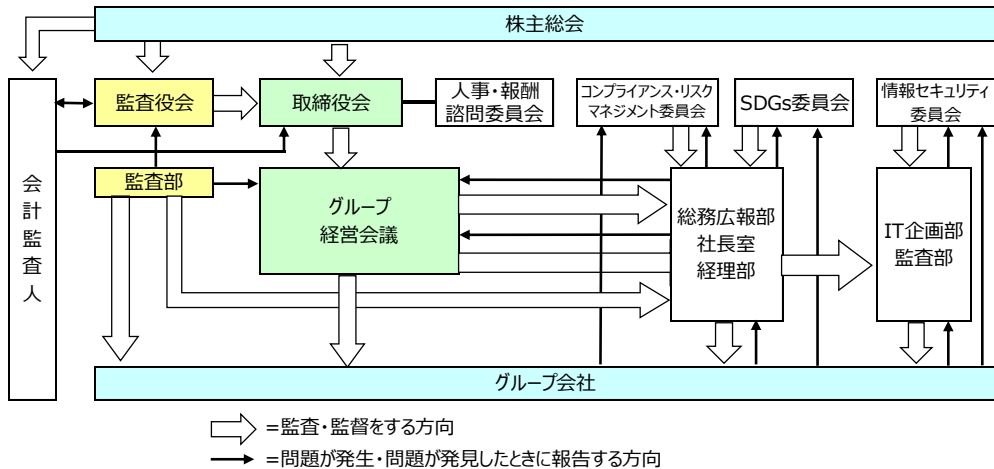 株主総会
監査役会
取締役会
人事・報酬
諮問委員会
コンプライアンス・リスク
マネジメント委員会
SDGs委員会
情報セキュリティ
委員会
会計監査人
監査部
グループ
経営会議
総務広報部
社長室
経理部
IT企画部
監査部
グループ会社
=監査・監督をする方向
=問題が発生・問題が発見したときに報告する方向